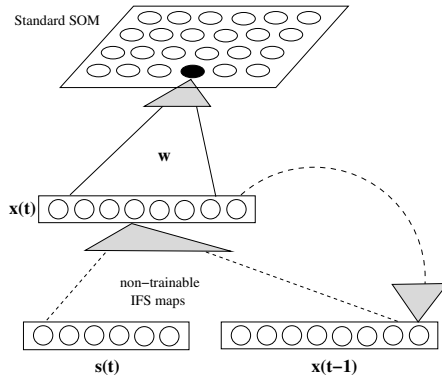 Standard SOM
w
x(t)
non−trainable
IFS maps
s(t)
x(t−1)